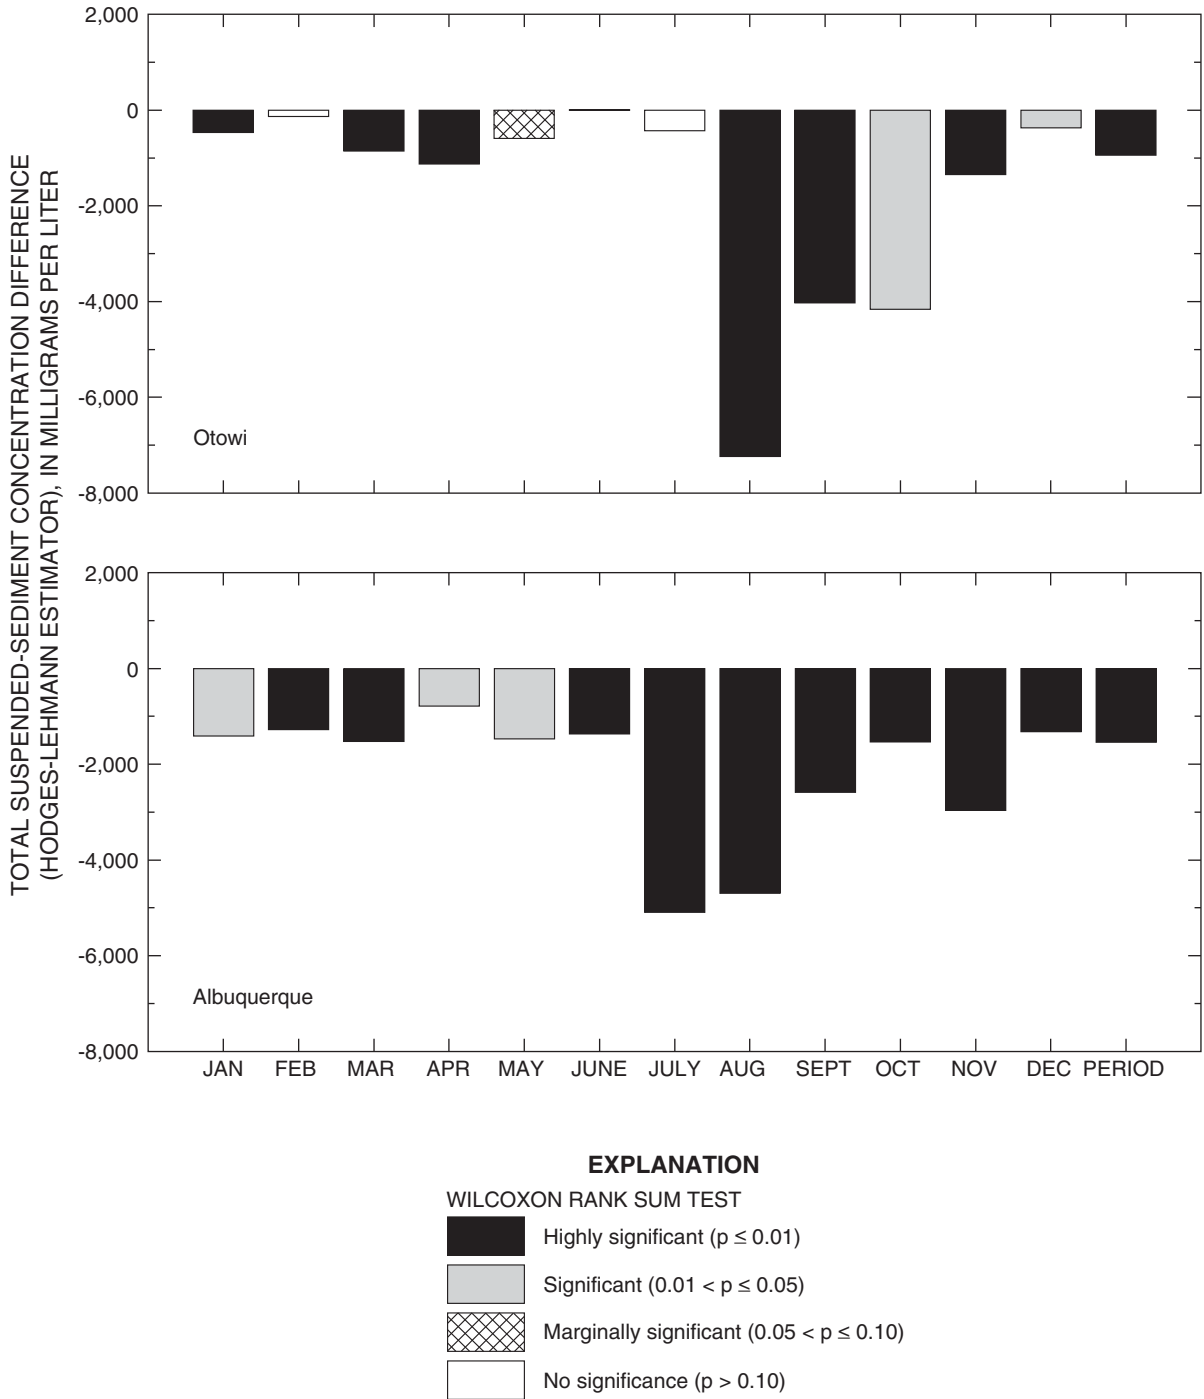 TOTAL SUSPENDED-SEDIMENT CONCENTRATION DIFFERENCE
(HODGES-LEHMANN ESTIMATOR), IN MILLIGRAMS PER LITER
2,000
0
-2,000
-4,000
-6,000
-8,000
Otowi
2,000
0
-2,000
-4,000
-6,000
-8,000
Albuquerque
JAN FEB MAR APR MAY JUNE JULY AUG SEPT OCT NOV DEC PERIOD
EXPLANATION
WILCOXON RANK SUM TEST
Highly significant (p ≤ 0.01)
Significant (0.01 < p ≤ 0.05)
Marginally significant (0.05 < p ≤ 0.10)
No significance (p > 0.10)